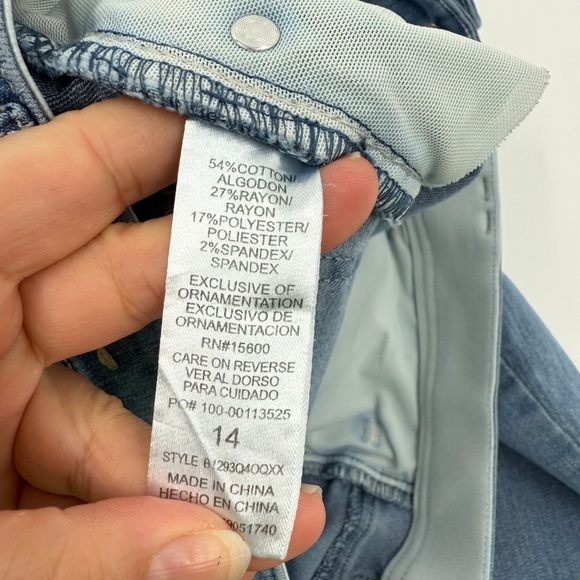 54%COTTON/
ALGODON
27%RAYON/
RAYON
17%POLYESTER/
POLIESTER
2%SPANDEX/
SPANDEX
EXCLUSIVE OF
ORNAMENTATION
EXCLUSIVO DE
ORNAMENTACION
RN#15600
CARE ON REVERSE
VER AL DORSO
PARA CUIDADO
PO# 100-00113525
14
STYLE
MADE IN CHINA
HECHO EN CHINA